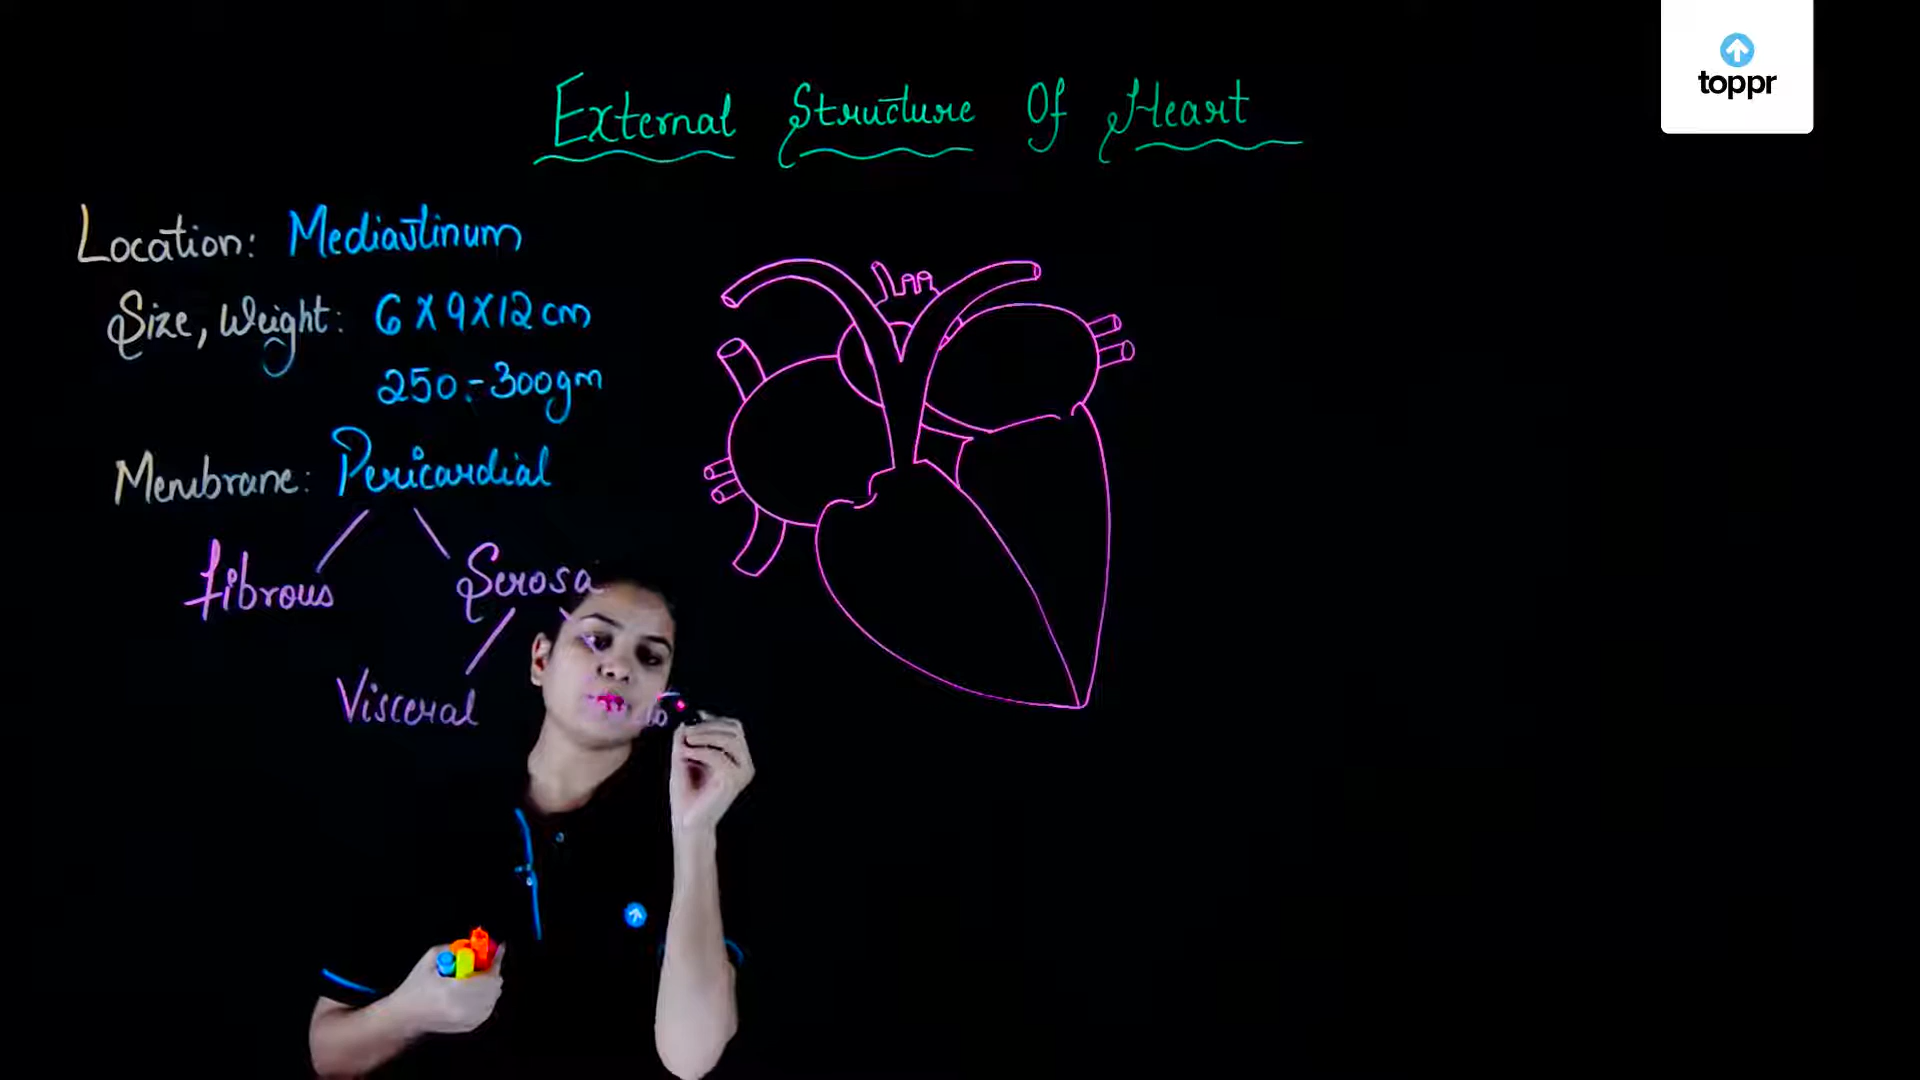 toppr
External Structure Of Heart
Location: Mediastinum
Size, Weight: 6 X 9 X 12 cm
250 - 300gm
Membrane: Pericardial
fibrous Serosa
Visceral